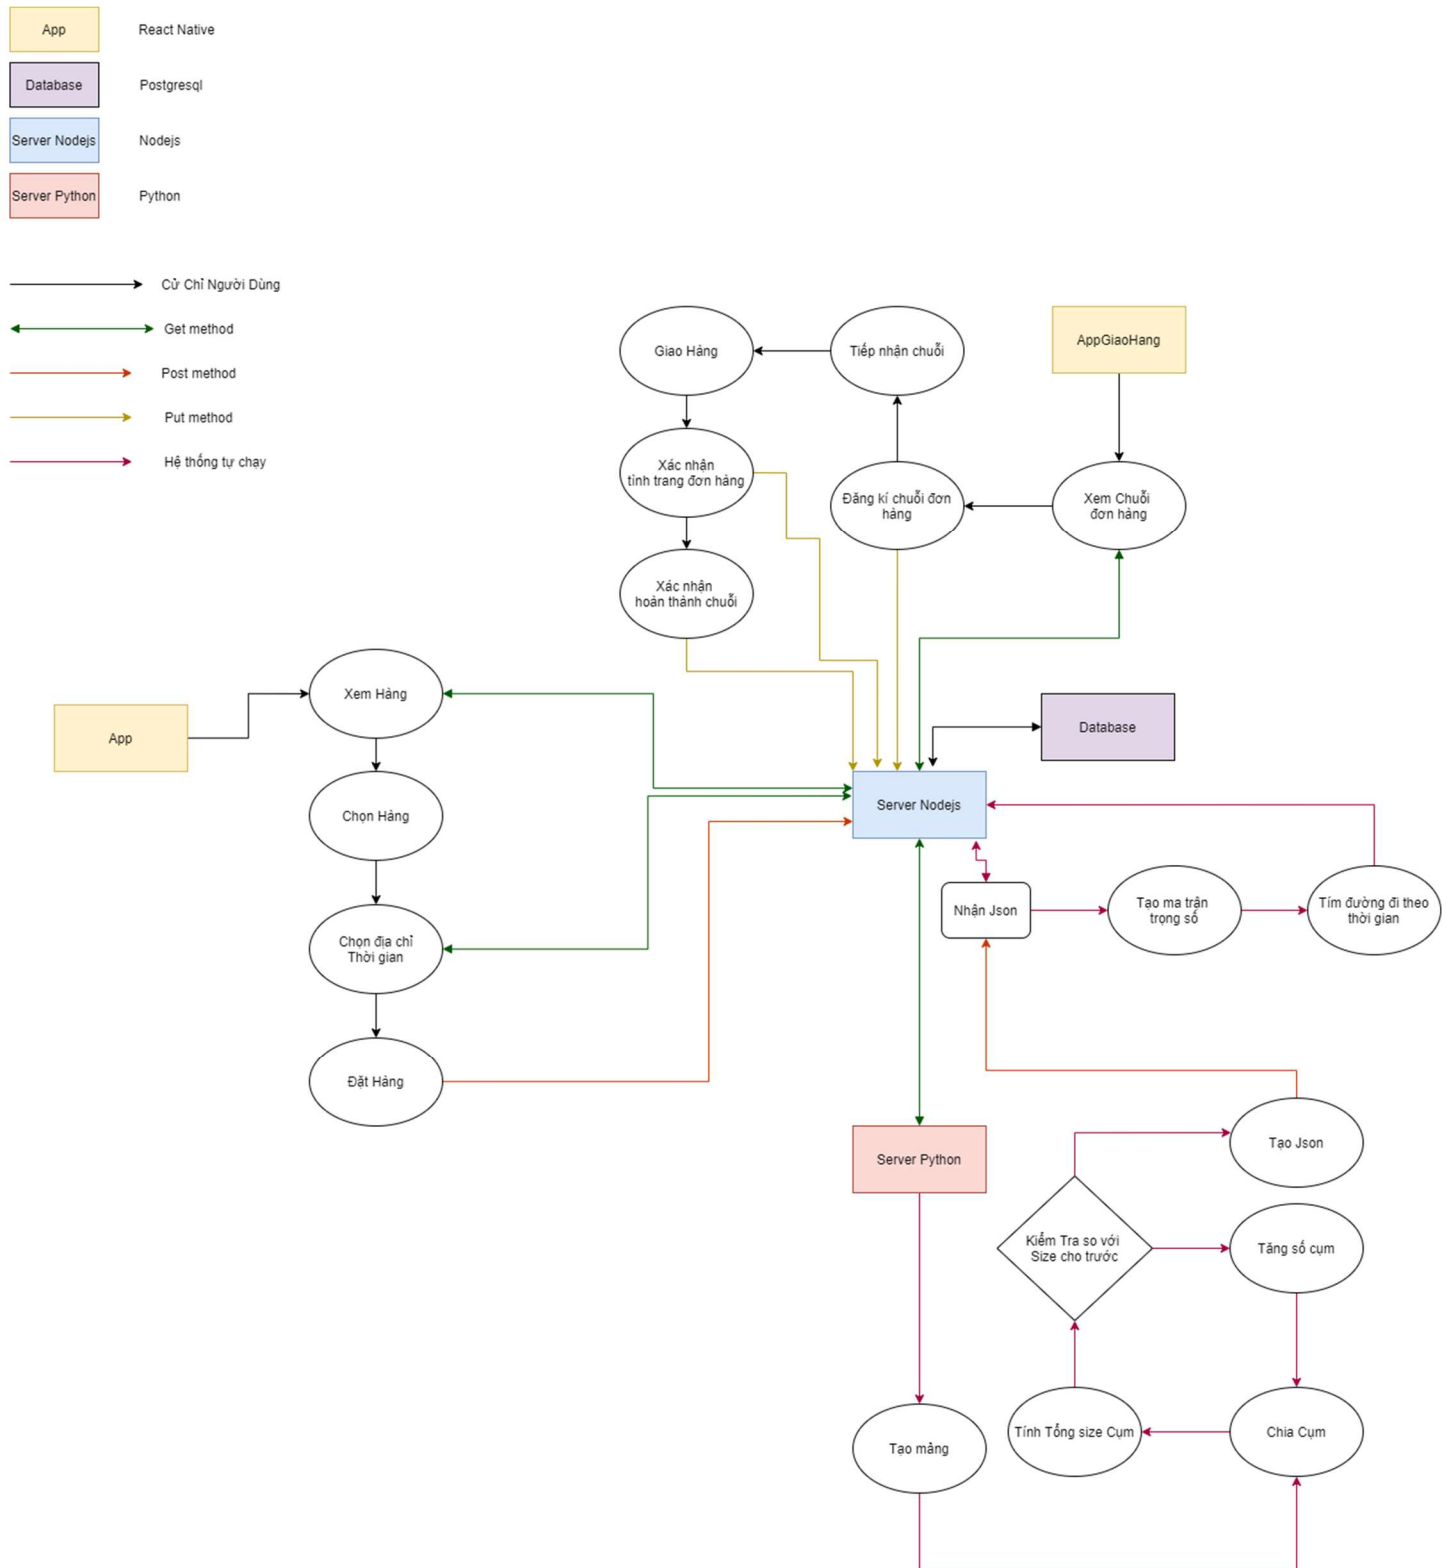 App
React Native
Database
Postgresql
Server Nodejs
Nodejs
Server Python
Python
Cử Chỉ Người Dùng
Get method
Post method
Put method
Hệ thống tự chạy
Giao Hàng
Tiếp nhận chuỗi
AppGiaoHang
Xác nhận
tình trang đơn hàng
Đăng kí chuỗi đơn
hàng
Xem Chuỗi
đơn hàng
Xác nhận
hoàn thành chuỗi
Xem Hàng
App
Database
Chọn Hàng
Server Nodejs
Chọn địa chỉ
Thời gian
Nhận Json
Tạo ma trận
trọng số
Tím đường đi theo
thời gian
Đặt Hàng
Server Python
Tạo Json
Kiểm Tra so với
Size cho trước
Tăng số cụm
Tạo mảng
Tính Tổng size Cụm
Chia Cụm